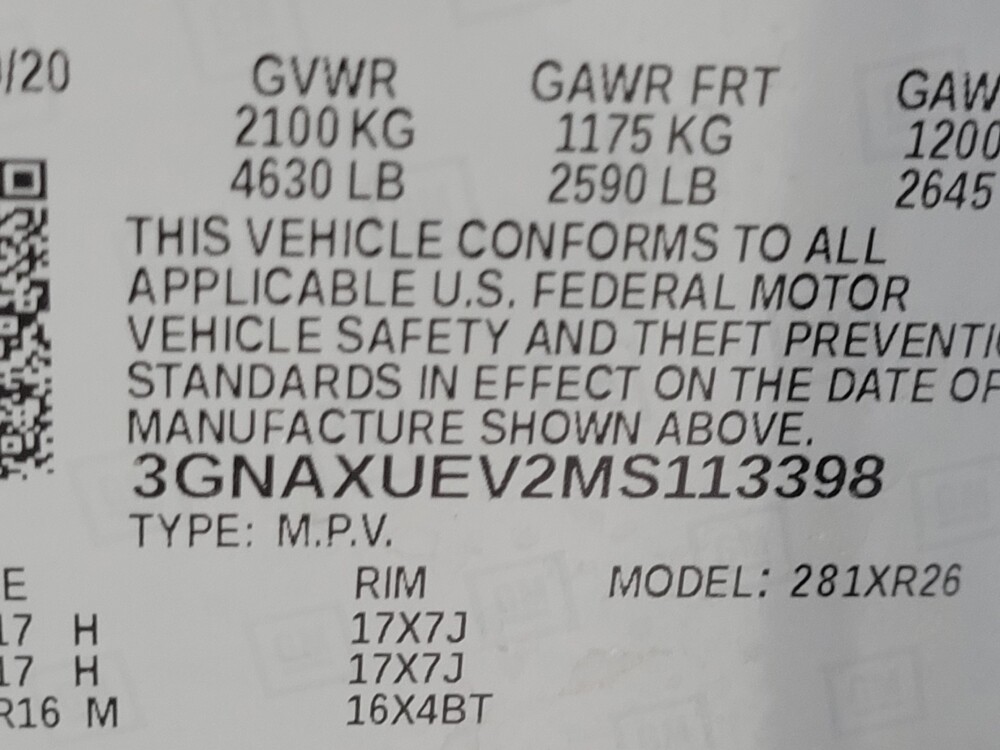 /20 GVWR GAWR FRT GAW
2100 KG 1175 KG 1200
4630 LB 2590 LB 2645
THIS VEHICLE CONFORMS TO ALL
APPLICABLE U.S. FEDERAL MOTOR
VEHICLE SAFETY AND THEFT PREVENTI
STANDARDS IN EFFECT ON THE DATE OF
MANUFACTURE SHOWN ABOVE.
3GNAXUEV2MS113398
TYPE: M.P.V.
E RIM MODEL: 281XR26
17 H 17X7J
17 H 17X7J
R16 M 16X4BT